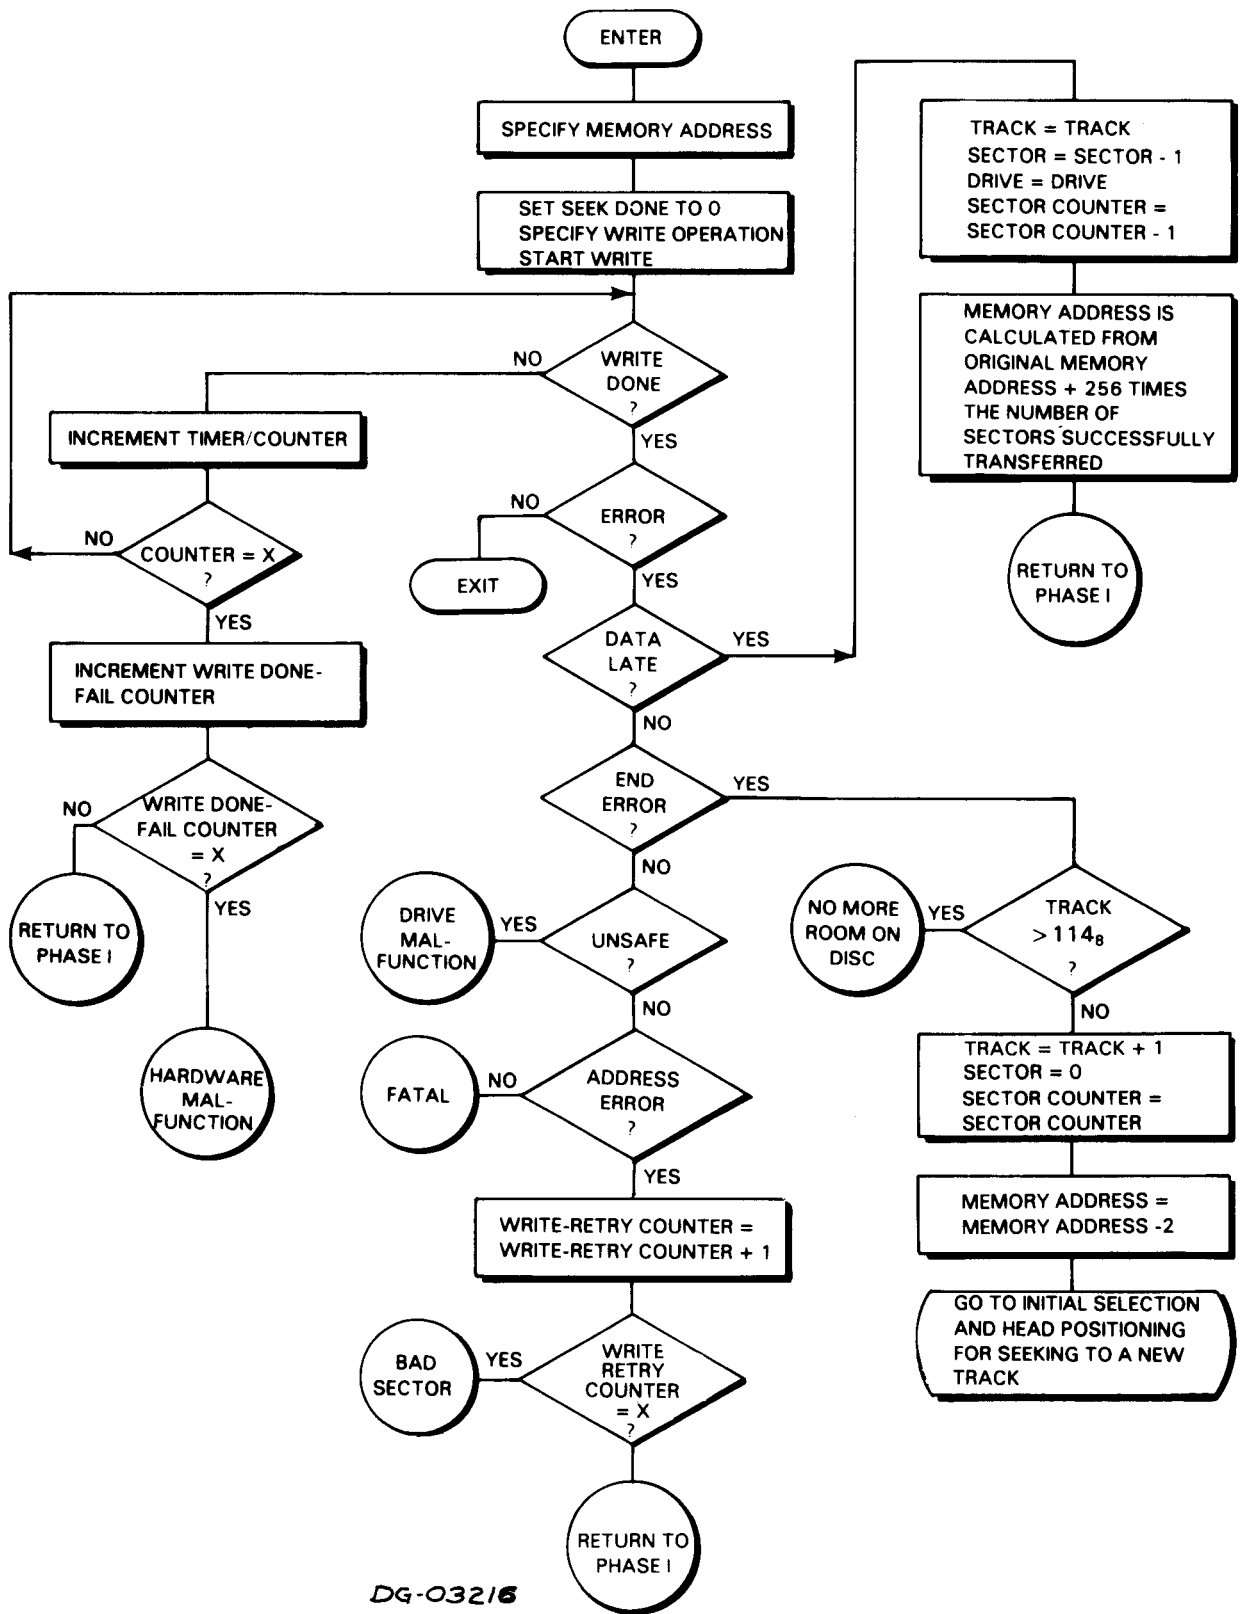 ENTER
SPECIFY MEMORY ADDRESS
SET SEEK DONE TO 0
SPECIFY WRITE OPERATION
START WRITE
WRITE
DONE
?
NO
YES
INCREMENT TIMER/COUNTER
COUNTER = X
?
NO
YES
INCREMENT WRITE DONE-
FAIL COUNTER
WRITE DONE-
FAIL COUNTER
= X
?
NO
YES
RETURN TO
PHASE I
HARDWARE
MAL-
FUNCTION
ERROR
?
NO
YES
EXIT
DATA
LATE
?
YES
NO
TRACK = TRACK
SECTOR = SECTOR - 1
DRIVE = DRIVE
SECTOR COUNTER =
SECTOR COUNTER - 1
MEMORY ADDRESS IS
CALCULATED FROM
ORIGINAL MEMORY
ADDRESS + 256 TIMES
THE NUMBER OF
SECTORS SUCCESSFULLY
TRANSFERRED
RETURN TO
PHASE I
END
ERROR
?
YES
NO
TRACK
> 114₈
?
YES
NO
NO MORE
ROOM ON
DISC
TRACK = TRACK + 1
SECTOR = 0
SECTOR COUNTER =
SECTOR COUNTER
MEMORY ADDRESS =
MEMORY ADDRESS -2
GO TO INITIAL SELECTION
AND HEAD POSITIONING
FOR SEEKING TO A NEW
TRACK
UNSAFE
?
YES
NO
DRIVE
MAL-
FUNCTION
ADDRESS
ERROR
?
NO
YES
FATAL
WRITE-RETRY COUNTER =
WRITE-RETRY COUNTER + 1
WRITE
RETRY
COUNTER
= X
?
YES
BAD
SECTOR
RETURN TO
PHASE I
DG-03216